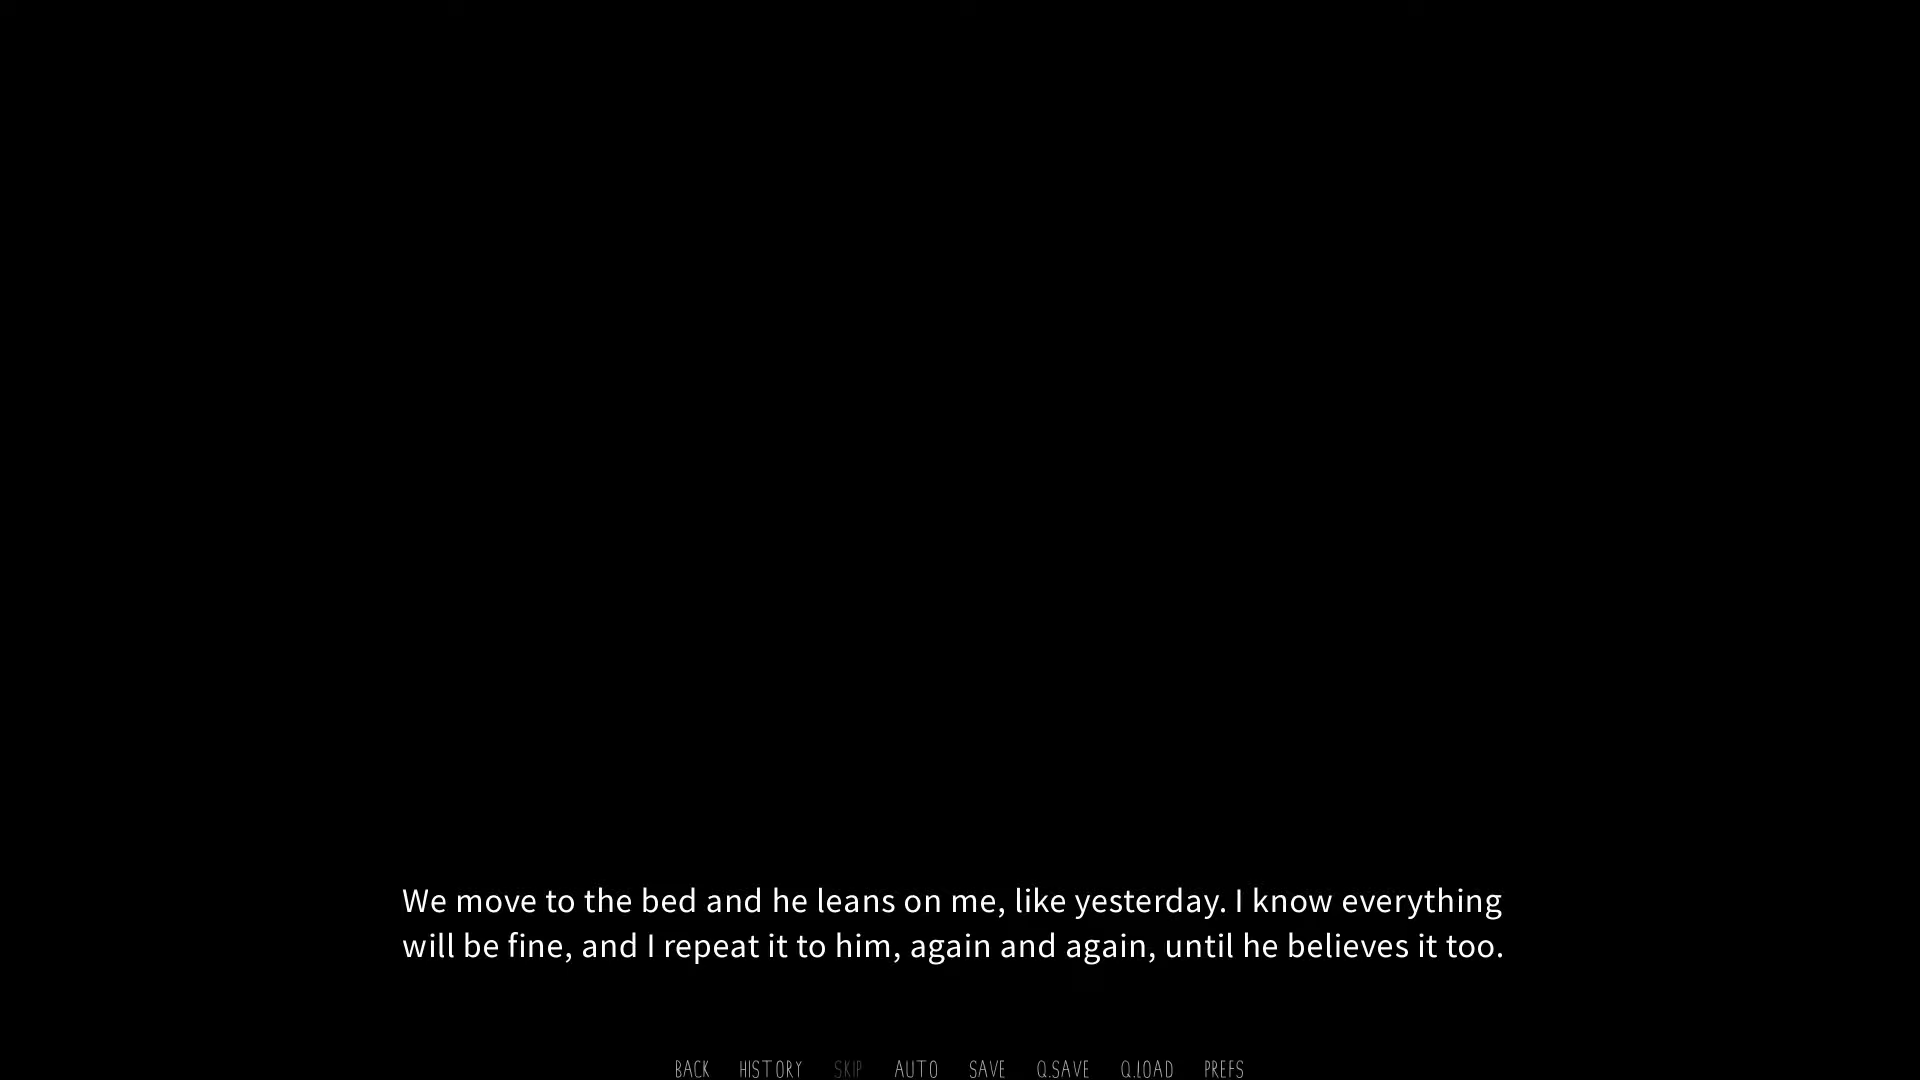 We move to the bed and he leans on me, like yesterday. I know everything
will be fine, and I repeat it to him, again and again, until he believes it too.
BACK HISTORY SKIP AUTO SAVE Q.SAVE Q.LOAD PREFS